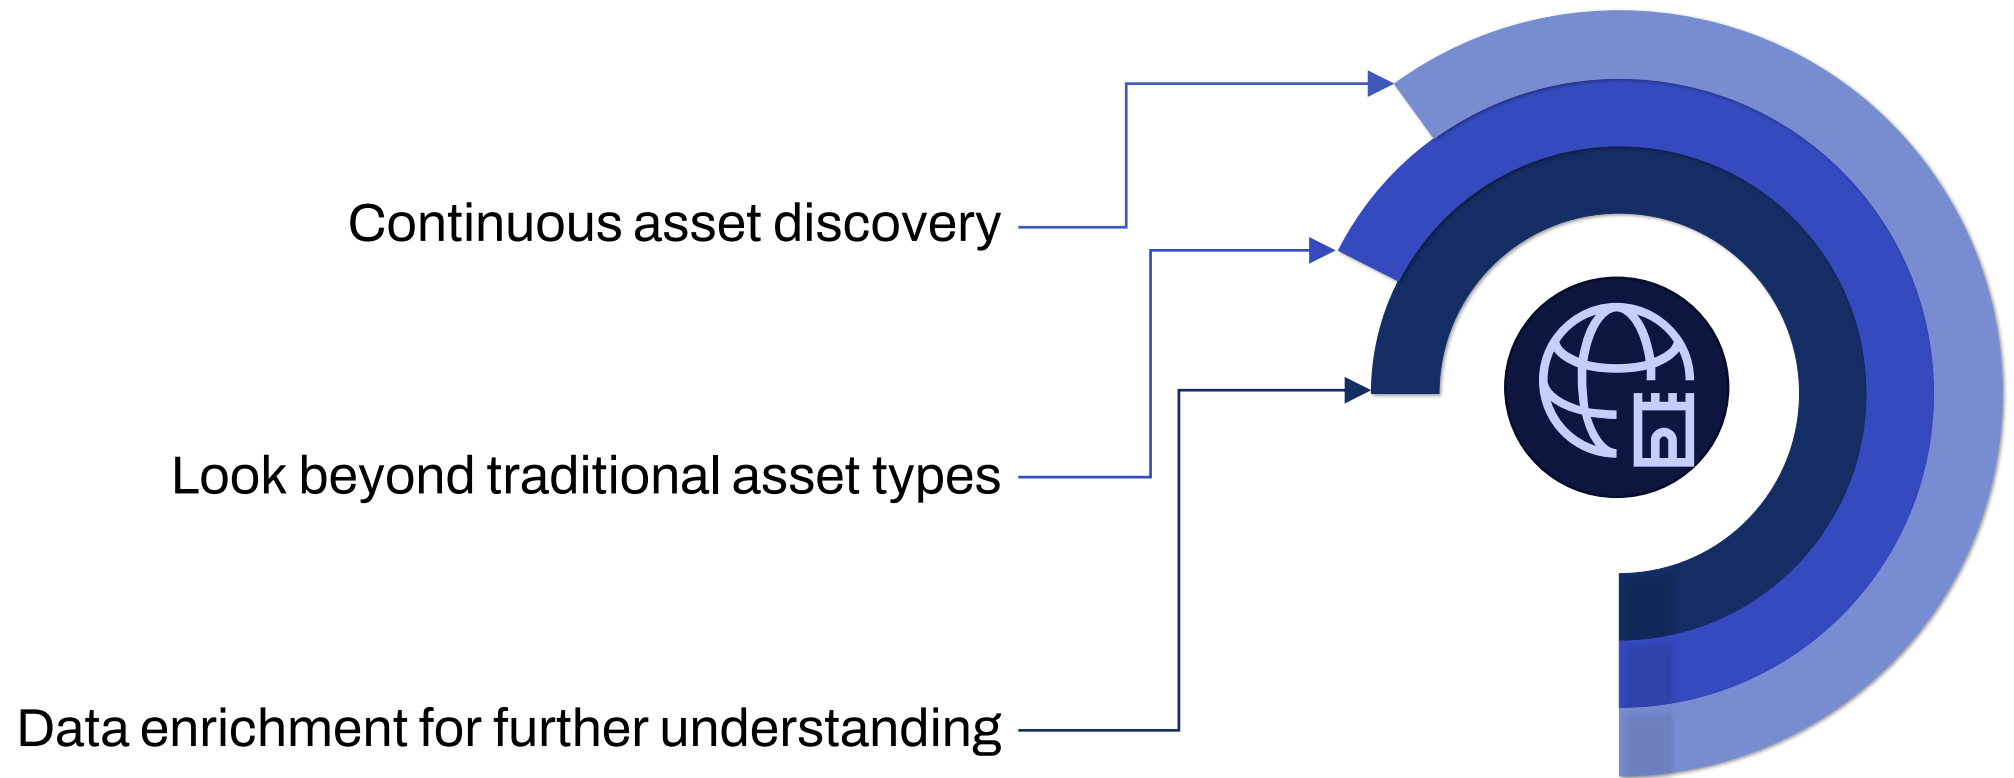 Continuous asset discovery
Look beyond traditional asset types
Data enrichment for further understanding